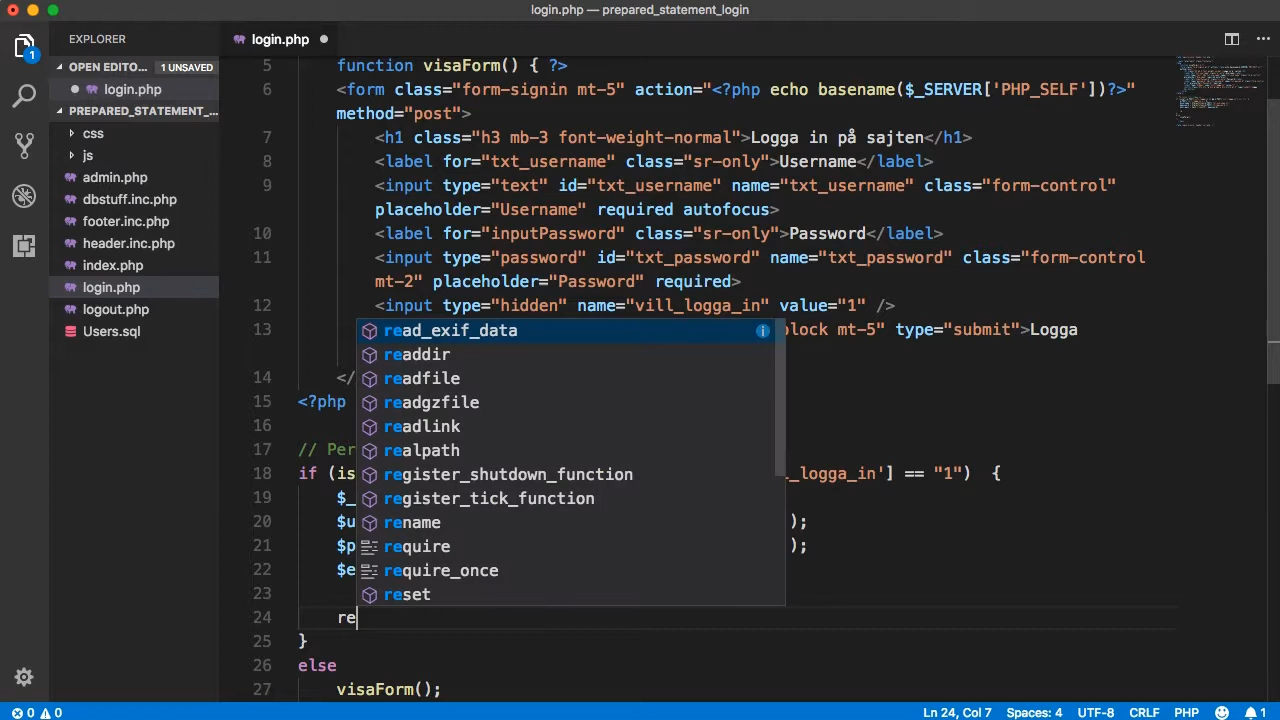 login.php — prepared_statement_login
EXPLORER
OPEN EDITO... 1 UNSAVED
login.php
PREPARED_STATEMENT_...
css
js
admin.php
dbstuff.inc.php
footer.inc.php
header.inc.php
index.php
login.php
logout.php
Users.sql
1
login.php
5 function visaForm() { ?>
6 <form class="form-signin mt-5" action="<?php echo basename($_SERVER['PHP_SELF'])?>"
method="post">
7 <h1 class="h3 mb-3 font-weight-normal">Logga in på sajten</h1>
8 <label for="txt_username" class="sr-only">Username</label>
9 <input type="text" id="txt_username" name="txt_username" class="form-control"
placeholder="Username" required autofocus>
10 <label for="inputPassword" class="sr-only">Password</label>
11 <input type="password" id="txt_password" name="txt_password" class="form-control
mt-2" placeholder="Password" required>
12 <input type="hidden" name="vill_logga_in" value="1" />
13 block mt-5" type="submit">Logga
14 </
15 <?php
16
17 // Per
18 if (is _logga_in'] == "1") {
19 $_
20 $u );
21 $p );
22 $e
23
24 re
25 }
26 else
27 visaForm();
read_exif_data
readdir
readfile
readgzfile
readlink
realpath
register_shutdown_function
register_tick_function
rename
require
require_once
reset
0 0 Ln 24, Col 7 Spaces: 4 UTF-8 CRLF PHP 1